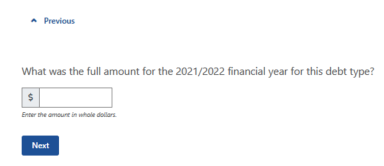 Previous
What was the full amount for the 2021/2022 financial year for this debt type?
$
Enter the amount in whole dollars.
Next